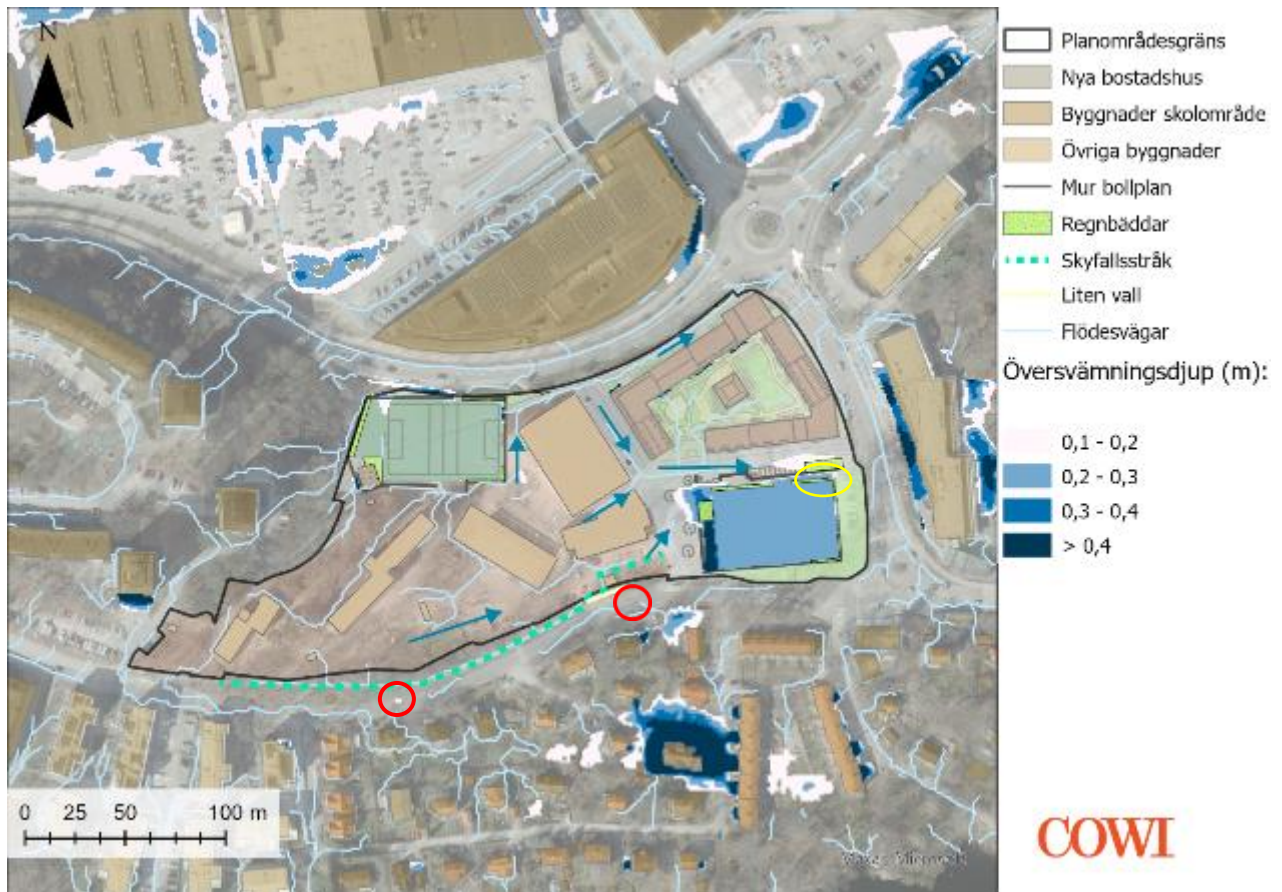 N
Planområdesgräns
Nya bostadshus
Byggnader skolområde
Övriga byggnader
Mur bollplan
Regnbäddar
Skyfallsstråk
Liten vall
Flödesvägar
Översvämningsdjup (m):
0,1 - 0,2
0,2 - 0,3
0,3 - 0,4
> 0,4
0 25 50 100 m
COWI